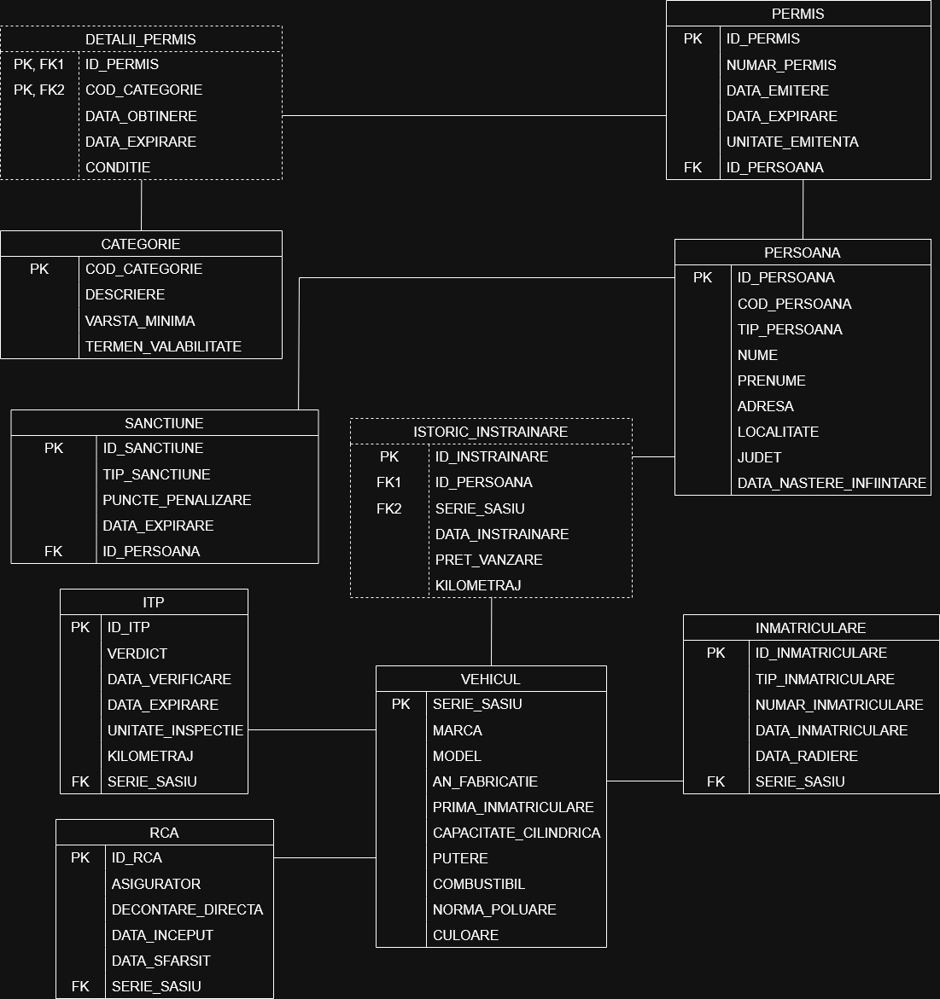 DETALII_PERMIS
PK, FK1 ID_PERMIS
PK, FK2 COD_CATEGORIE
DATA_OBTINERE
DATA_EXPIRARE
CONDITIE
PERMIS
PK ID_PERMIS
NUMAR_PERMIS
DATA_EMITERE
DATA_EXPIRARE
UNITATE_EMITENTA
FK ID_PERSOANA
CATEGORIE
PK COD_CATEGORIE
DESCRIERE
VARSTA_MINIMA
TERMEN_VALABILITATE
PERSOANA
PK ID_PERSOANA
COD_PERSOANA
TIP_PERSOANA
NUME
PRENUME
ADRESA
LOCALITATE
JUDET
DATA_NASTERE_INFIINTARE
SANCTIUNE
PK ID_SANCTIUNE
TIP_SANCTIUNE
PUNCTE_PENALIZARE
DATA_EXPIRARE
FK ID_PERSOANA
ISTORIC_INSTRAINARE
PK ID_INSTRAINARE
FK1 ID_PERSOANA
FK2 SERIE_SASIU
DATA_INSTRAINARE
PRET_VANZARE
KILOMETRAJ
ITP
PK ID_ITP
VERDICT
DATA_VERIFICARE
DATA_EXPIRARE
UNITATE_INSPECTIE
KILOMETRAJ
FK SERIE_SASIU
VEHICUL
PK SERIE_SASIU
MARCA
MODEL
AN_FABRICATIE
PRIMA_INMATRICULARE
CAPACITATE_CILINDRICA
PUTERE
COMBUSTIBIL
NORMA_POLUARE
CULOARE
INMATRICULARE
PK ID_INMATRICULARE
TIP_INMATRICULARE
NUMAR_INMATRICULARE
DATA_INMATRICULARE
DATA_RADIERE
FK SERIE_SASIU
RCA
PK ID_RCA
ASIGURATOR
DECONTARE_DIRECTA
DATA_INCEPUT
DATA_SFARSIT
FK SERIE_SASIU